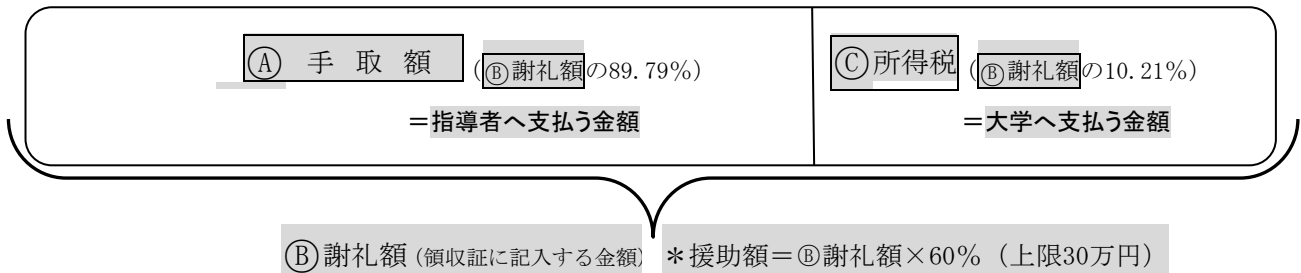 Ⓐ 手 取 額 (Ⓑ謝礼額の89.79%) Ⓒ所得税 (Ⓑ謝礼額の10.21%)
＝指導者へ支払う金額 ＝大学へ支払う金額
Ⓑ謝礼額(領収証に記入する金額) ＊援助額＝Ⓑ謝礼額×60%（上限30万円）